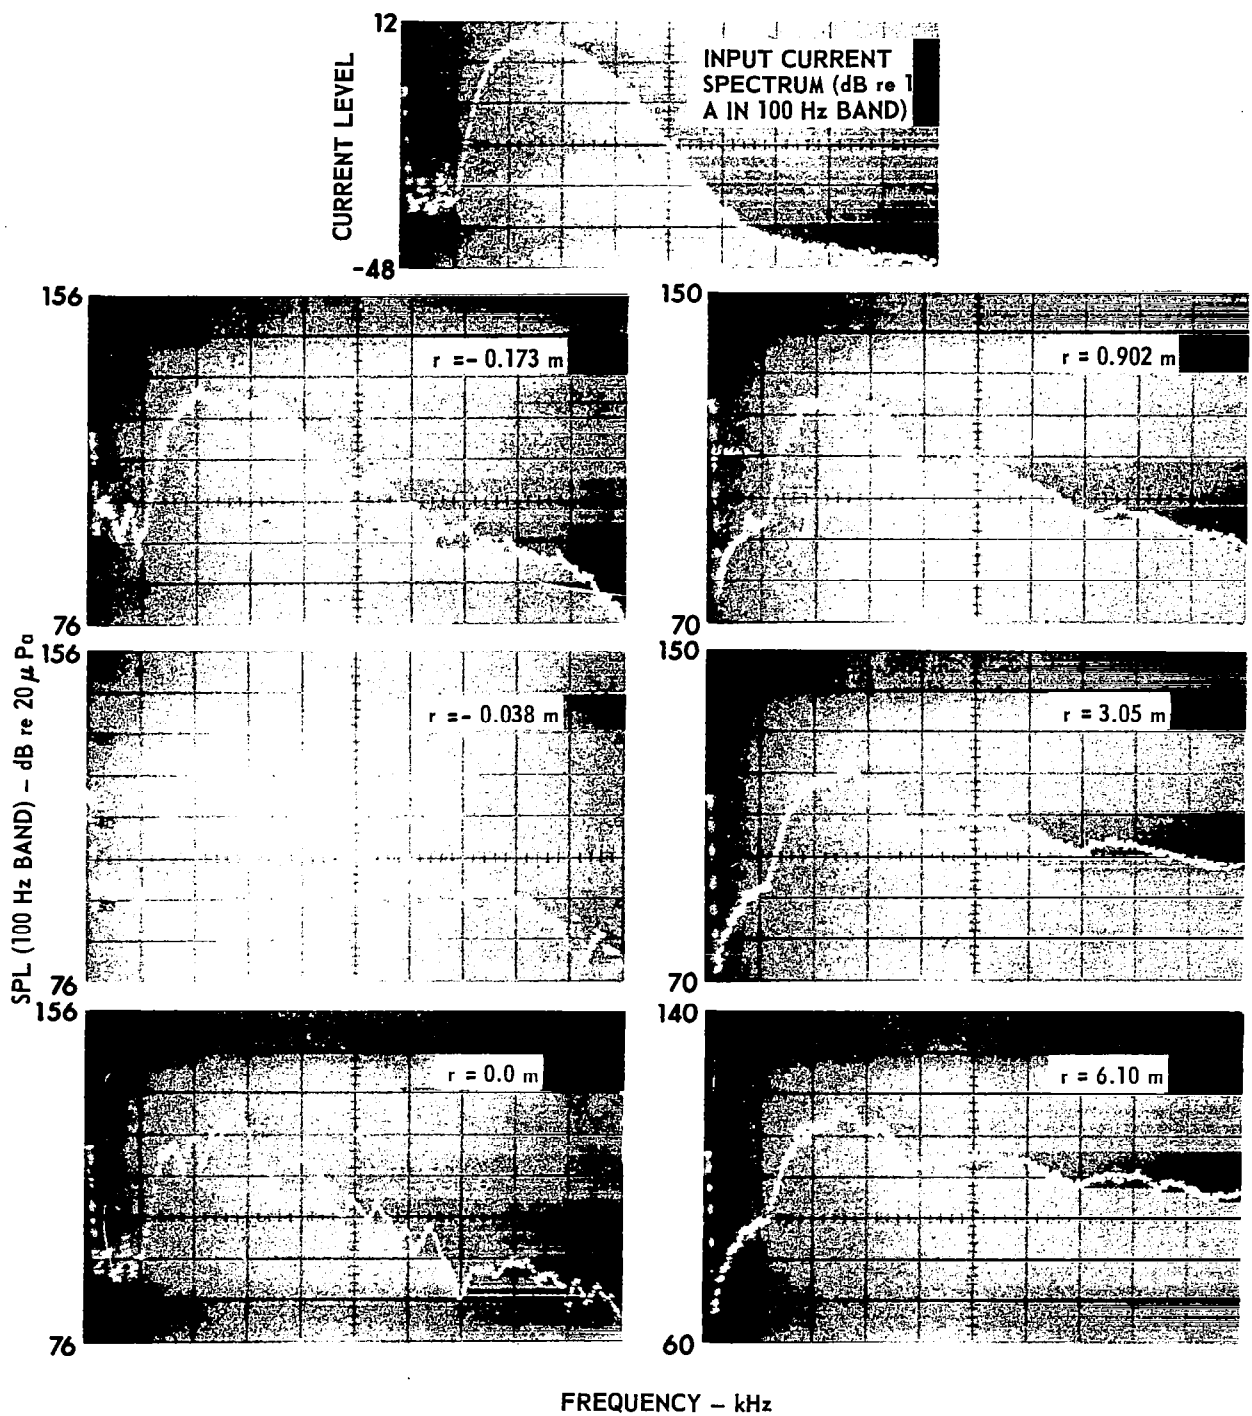 12
CURRENT LEVEL
-48
INPUT CURRENT
SPECTRUM (dB re 1
A IN 100 Hz BAND)
156
r =- 0.173 m
76
150
r = 0.902 m
70
SPL (100 Hz BAND) – dB re 20 μ Pa
156
r =- 0.038 m
76
150
r = 3.05 m
70
156
r = 0.0 m
76
140
r = 6.10 m
60
FREQUENCY – kHz